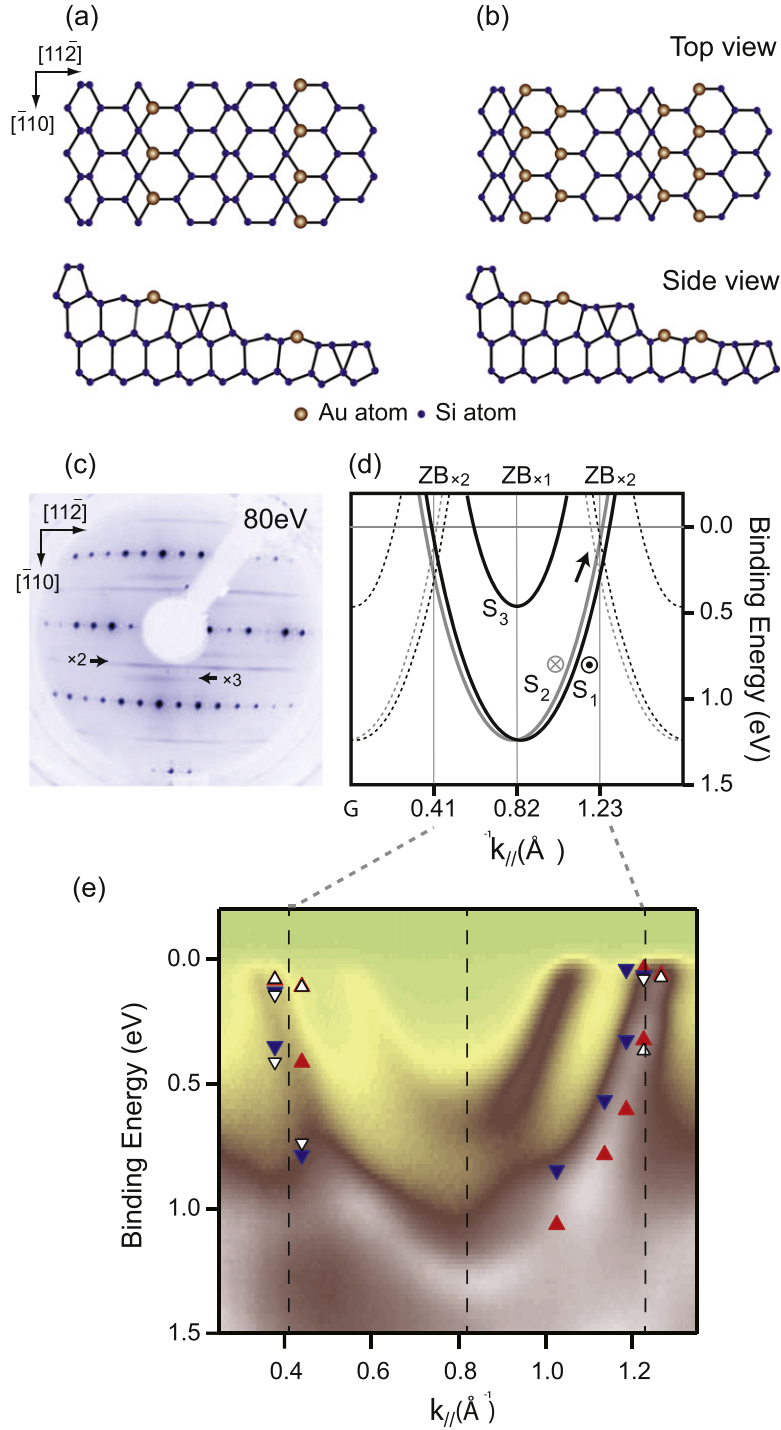 (a)
(b)
[112̄]
[1̄10]
Top view
Side view
Au atom Si atom
(c)
[112̄]
[1̄10]
80eV
×2
×3
(d)
ZB×2 ZB×1 ZB×2
S3
S2
S1
0.0
0.5
1.0
1.5
Binding Energy (eV)
G 0.41 0.82 1.23
k//(Å-1)
(e)
0.0
0.5
1.0
1.5
Binding Energy (eV)
0.4 0.6 0.8 1.0 1.2
k//(Å-1)